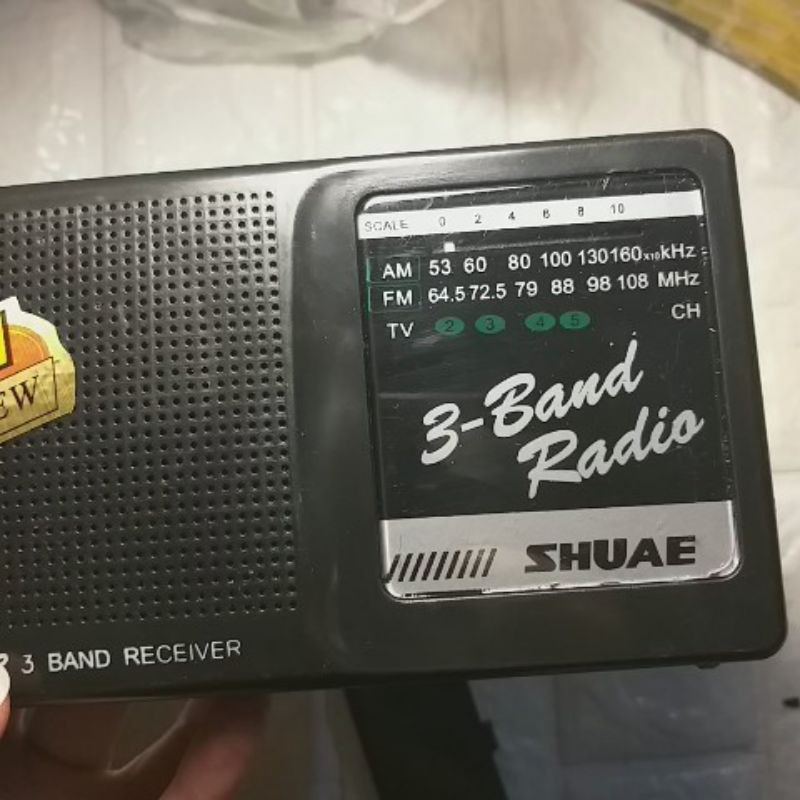 SCALE 0 2 4 6 8 10
AM 53 60 80 100 130 160 x10 kHz
FM 64.5 72.5 79 88 98 108 MHz
TV 2 3 4 5 CH
3-Band
Radio
SHUAE
3 BAND RECEIVER